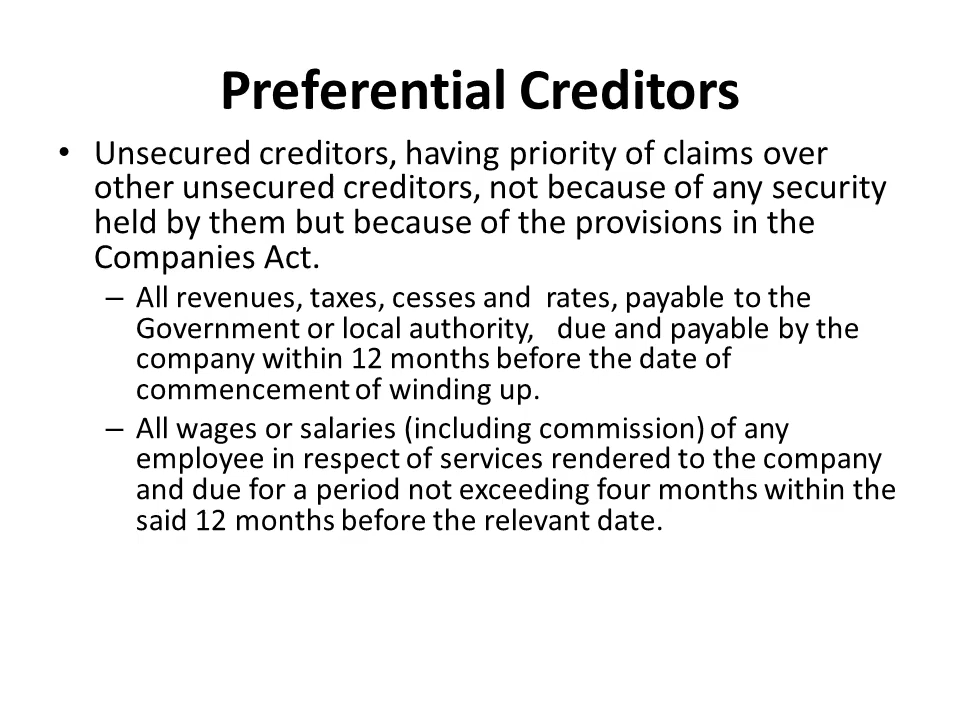 Preferential Creditors
• Unsecured creditors, having priority of claims over
other unsecured creditors, not because of any security
held by them but because of the provisions in the
Companies Act.
– All revenues, taxes, cesses and rates, payable to the
Government or local authority, due and payable by the
company within 12 months before the date of
commencement of winding up.
– All wages or salaries (including commission) of any
employee in respect of services rendered to the company
and due for a period not exceeding four months within the
said 12 months before the relevant date.